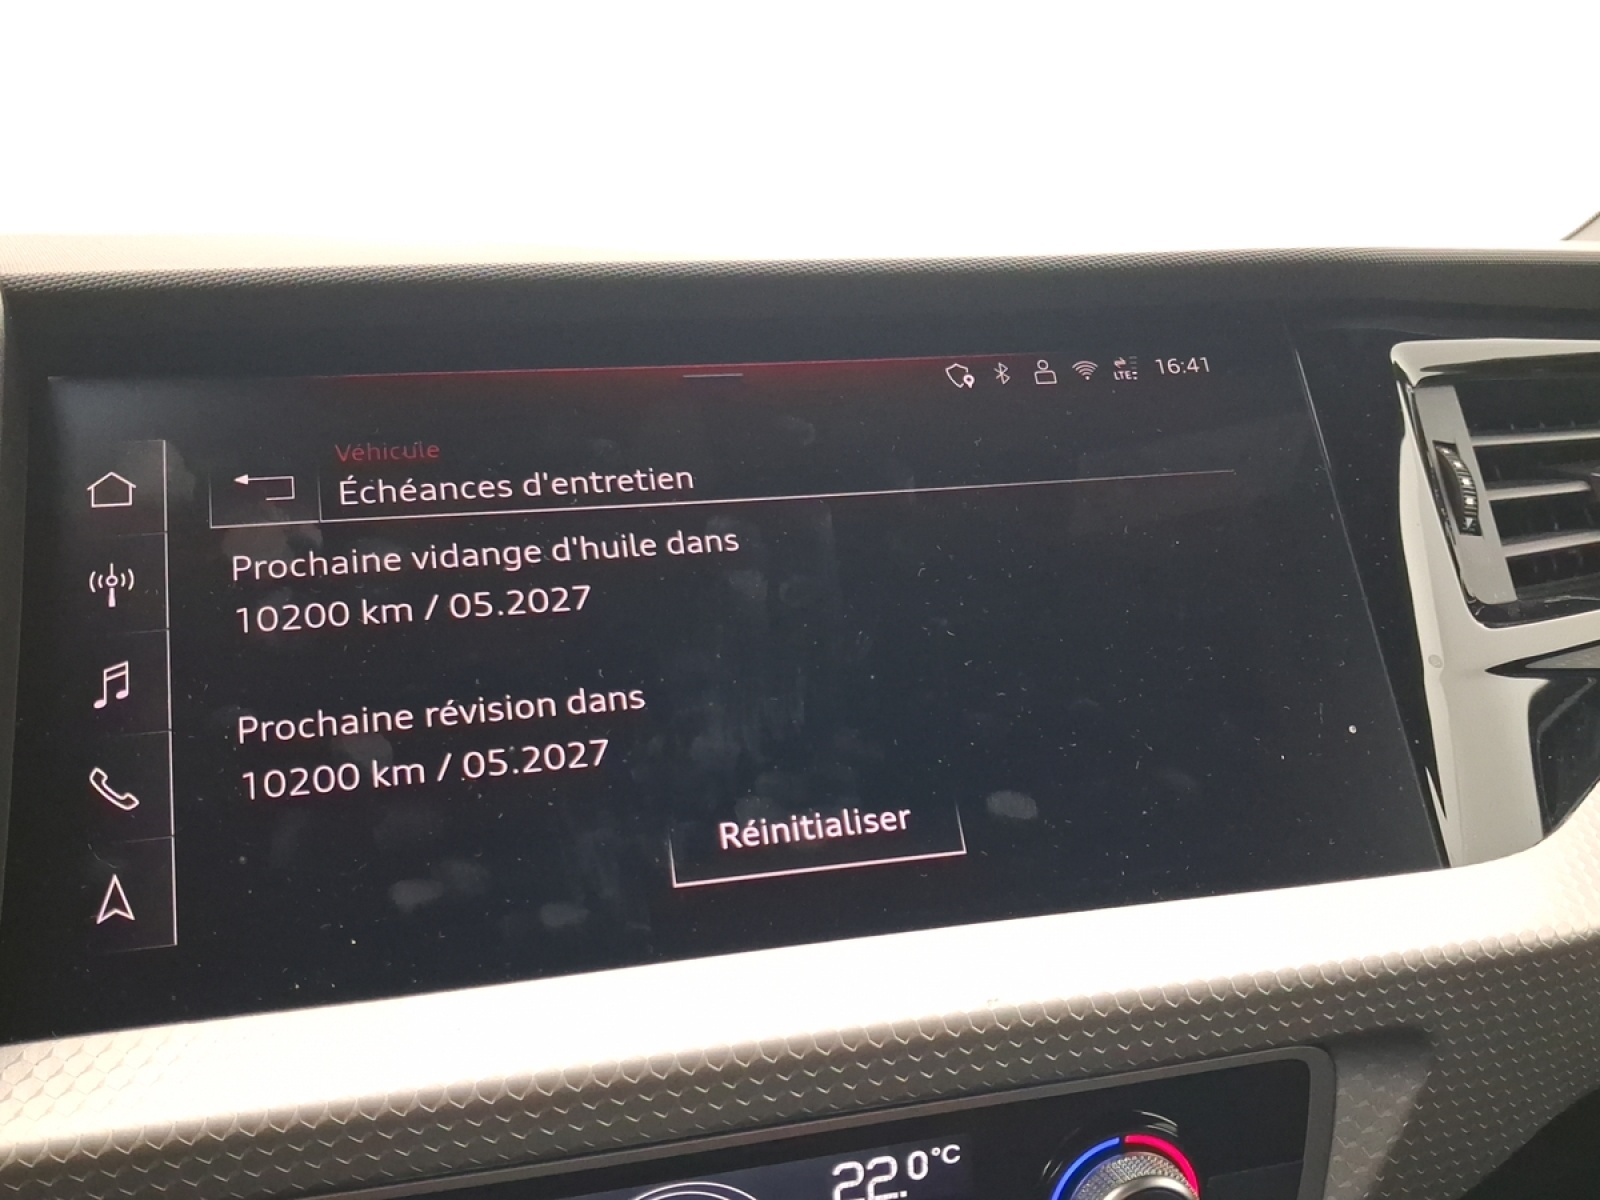 LTE 16:41
Véhicule
Échéances d'entretien
Prochaine vidange d'huile dans
10200 km / 05.2027
Prochaine révision dans
10200 km / 05.2027
Réinitialiser
22.0°C